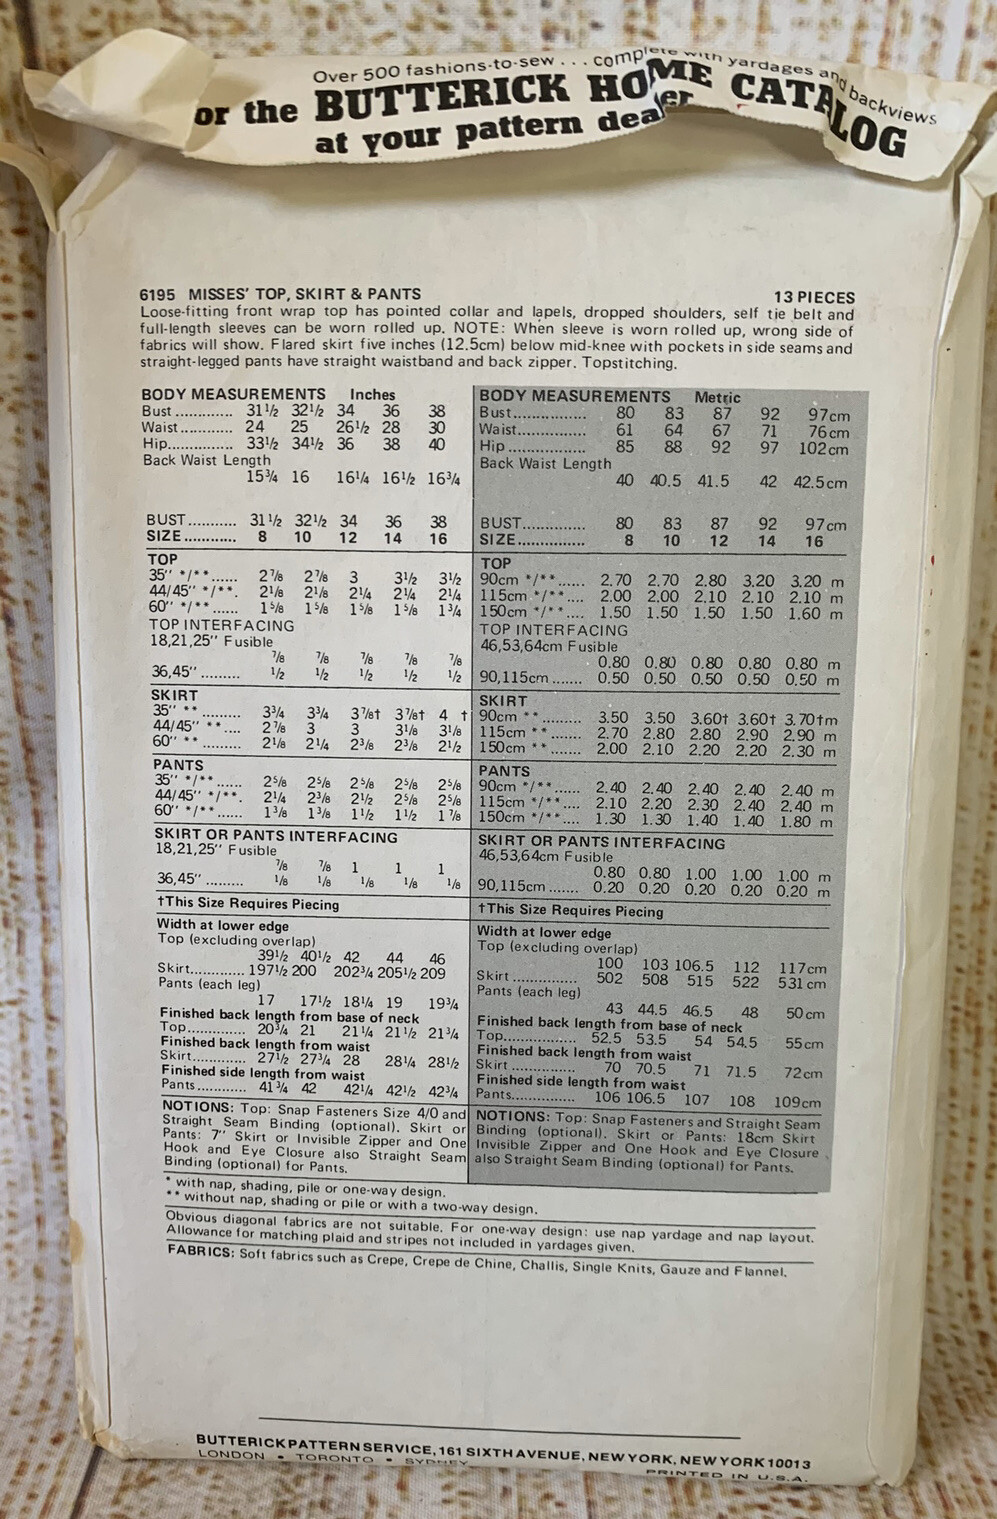 Over 500 fashions-to-sew . . . complete with yardages and backviews
or the BUTTERICK HOME CATALOG
at your pattern dealer
6195 MISSES' TOP, SKIRT & PANTS 13 PIECES
Loose-fitting front wrap top has pointed collar and lapels, dropped shoulders, self tie belt and
full-length sleeves can be worn rolled up. NOTE: When sleeve is worn rolled up, wrong side of
fabrics will show. Flared skirt five inches (12.5cm) below mid-knee with pockets in side seams and
straight-legged pants have straight waistband and back zipper. Topstitching.
BODY MEASUREMENTS Inches
Bust ............. 31½ 32½ 34 36 38
Waist ............ 24 25 26½ 28 30
Hip............... 33½ 34½ 36 38 40
Back Waist Length
15¾ 16 16¼ 16½ 16¾
BUST........... 31½ 32½ 34 36 38
SIZE ............ 8 10 12 14 16
TOP
35" */** ...... 2⅞ 2⅞ 3 3½ 3½
44/45" */**. 2⅛ 2⅛ 2¼ 2¼ 2¼
60" */** ...... 1⅝ 1⅝ 1⅝ 1⅝ 1¾
TOP INTERFACING
18,21,25" Fusible
⅞ ⅞ ⅞ ⅞ ⅞
36,45" ......... ½ ½ ½ ½ ½
SKIRT
35" ** ......... 3¾ 3¾ 3⅞† 3⅞† 4 †
44/45" ** .... 2⅞ 3 3 3⅛ 3⅛
60" ** ......... 2⅛ 2¼ 2⅜ 2⅜ 2½
PANTS
35" */** ...... 2⅝ 2⅝ 2⅝ 2⅝ 2⅝
44/45" */**. 2¼ 2⅜ 2½ 2⅝ 2⅝
60" */** ...... 1⅜ 1⅜ 1½ 1½ 1⅞
SKIRT OR PANTS INTERFACING
18,21,25" Fusible
⅞ ⅞ 1 1 1
36,45" ......... ⅛ ⅛ ⅛ ⅛ ⅛
†This Size Requires Piecing
Width at lower edge
Top (excluding overlap)
39½ 40½ 42 44 46
Skirt............ 197½ 200 202¾ 205½ 209
Pants (each leg)
17 17½ 18¼ 19 19¾
Finished back length from base of neck
Top.............. 20¾ 21 21¼ 21½ 21¾
Finished back length from waist
Skirt............. 27½ 27¾ 28 28¼ 28½
Finished side length from waist
Pants ............ 41¾ 42 42¼ 42½ 42¾
NOTIONS: Top: Snap Fasteners Size 4/0 and
Straight Seam Binding (optional). Skirt or
Pants: 7" Skirt or Invisible Zipper and One
Hook and Eye Closure also Straight Seam
Binding (optional) for Pants.
BODY MEASUREMENTS Metric
Bust............... 80 83 87 92 97cm
Waist.............. 61 64 67 71 76cm
Hip ................ 85 88 92 97 102cm
Back Waist Length
40 40.5 41.5 42 42.5cm
BUST.............. 80 83 87 92 97cm
SIZE............... 8 10 12 14 16
TOP
90cm */** ...... 2.70 2.70 2.80 3.20 3.20 m
115cm */** .... 2.00 2.00 2.10 2.10 2.10 m
150cm */** .... 1.50 1.50 1.50 1.50 1.60 m
TOP INTERFACING
46,53,64cm Fusible
0.80 0.80 0.80 0.80 0.80 m
90,115cm ....... 0.50 0.50 0.50 0.50 0.50 m
SKIRT
90cm ** ......... 3.50 3.50 3.60† 3.60† 3.70†m
115cm ** ....... 2.70 2.80 2.80 2.90 2.90 m
150cm ** ....... 2.00 2.10 2.20 2.20 2.30 m
PANTS
90cm */** ...... 2.40 2.40 2.40 2.40 2.40 m
115cm */** .... 2.10 2.20 2.30 2.40 2.40 m
150cm */** .... 1.30 1.30 1.40 1.40 1.80 m
SKIRT OR PANTS INTERFACING
46,53,64cm Fusible
0.80 0.80 1.00 1.00 1.00 m
90,115cm ....... 0.20 0.20 0.20 0.20 0.20 m
†This Size Requires Piecing
Width at lower edge
Top (excluding overlap)
100 103 106.5 112 117cm
Skirt .............. 502 508 515 522 531cm
Pants (each leg)
43 44.5 46.5 48 50cm
Finished back length from base of neck
Top................ 52.5 53.5 54 54.5 55cm
Finished back length from waist
Skirt .............. 70 70.5 71 71.5 72cm
Finished side length from waist
Pants.............. 106 106.5 107 108 109cm
NOTIONS: Top: Snap Fasteners and Straight Seam
Binding (optional). Skirt or Pants: 18cm Skirt
Invisible Zipper and One Hook and Eye Closure
also Straight Seam Binding (optional) for Pants.
* with nap, shading, pile or one-way design.
** without nap, shading or pile or with a two-way design.
Obvious diagonal fabrics are not suitable. For one-way design: use nap yardage and nap layout.
Allowance for matching plaid and stripes not included in yardages given.
FABRICS: Soft fabrics such as Crepe, Crepe de Chine, Challis, Single Knits, Gauze and Flannel.
BUTTERICK PATTERN SERVICE, 161 SIXTH AVENUE, NEW YORK, NEW YORK 10013
LONDON • TORONTO • SYDNEY
PRINTED IN U.S.A.